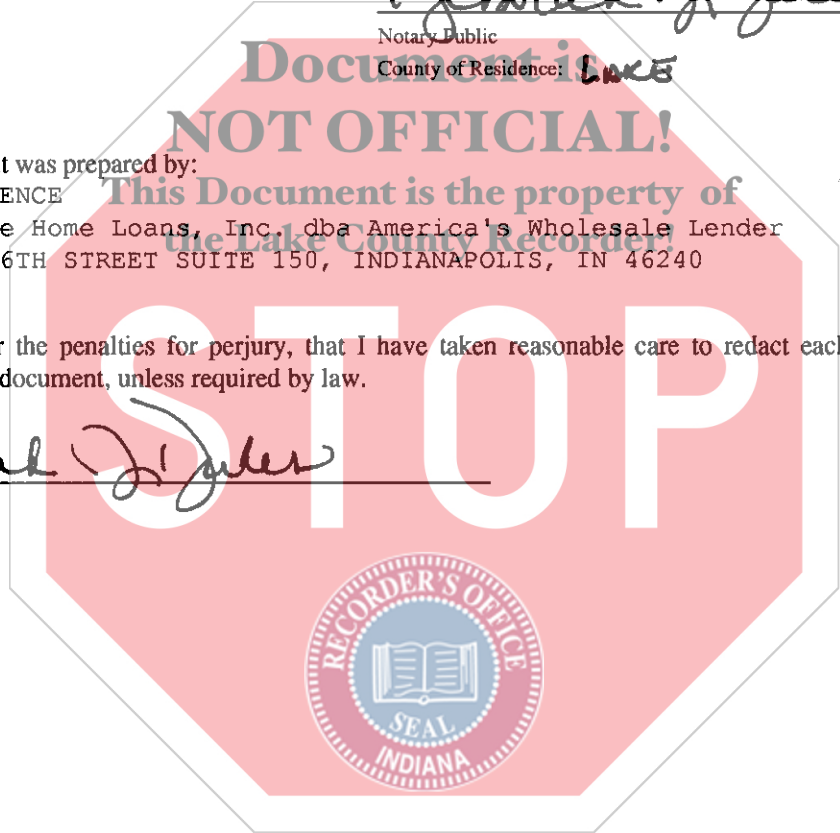 Notary Public
County of Residence: LAKE
Document is
NOT OFFICIAL!
This Document is the property of
the Lake County Recorder!
t was prepared by:
ENCE
e Home Loans, Inc. dba America's Wholesale Lender
6TH STREET SUITE 150, INDIANAPOLIS, IN 46240
r the penalties for perjury, that I have taken reasonable care to redact each
document, unless required by law.
STOP
RECORDER'S OFFICE
SEAL
INDIANA